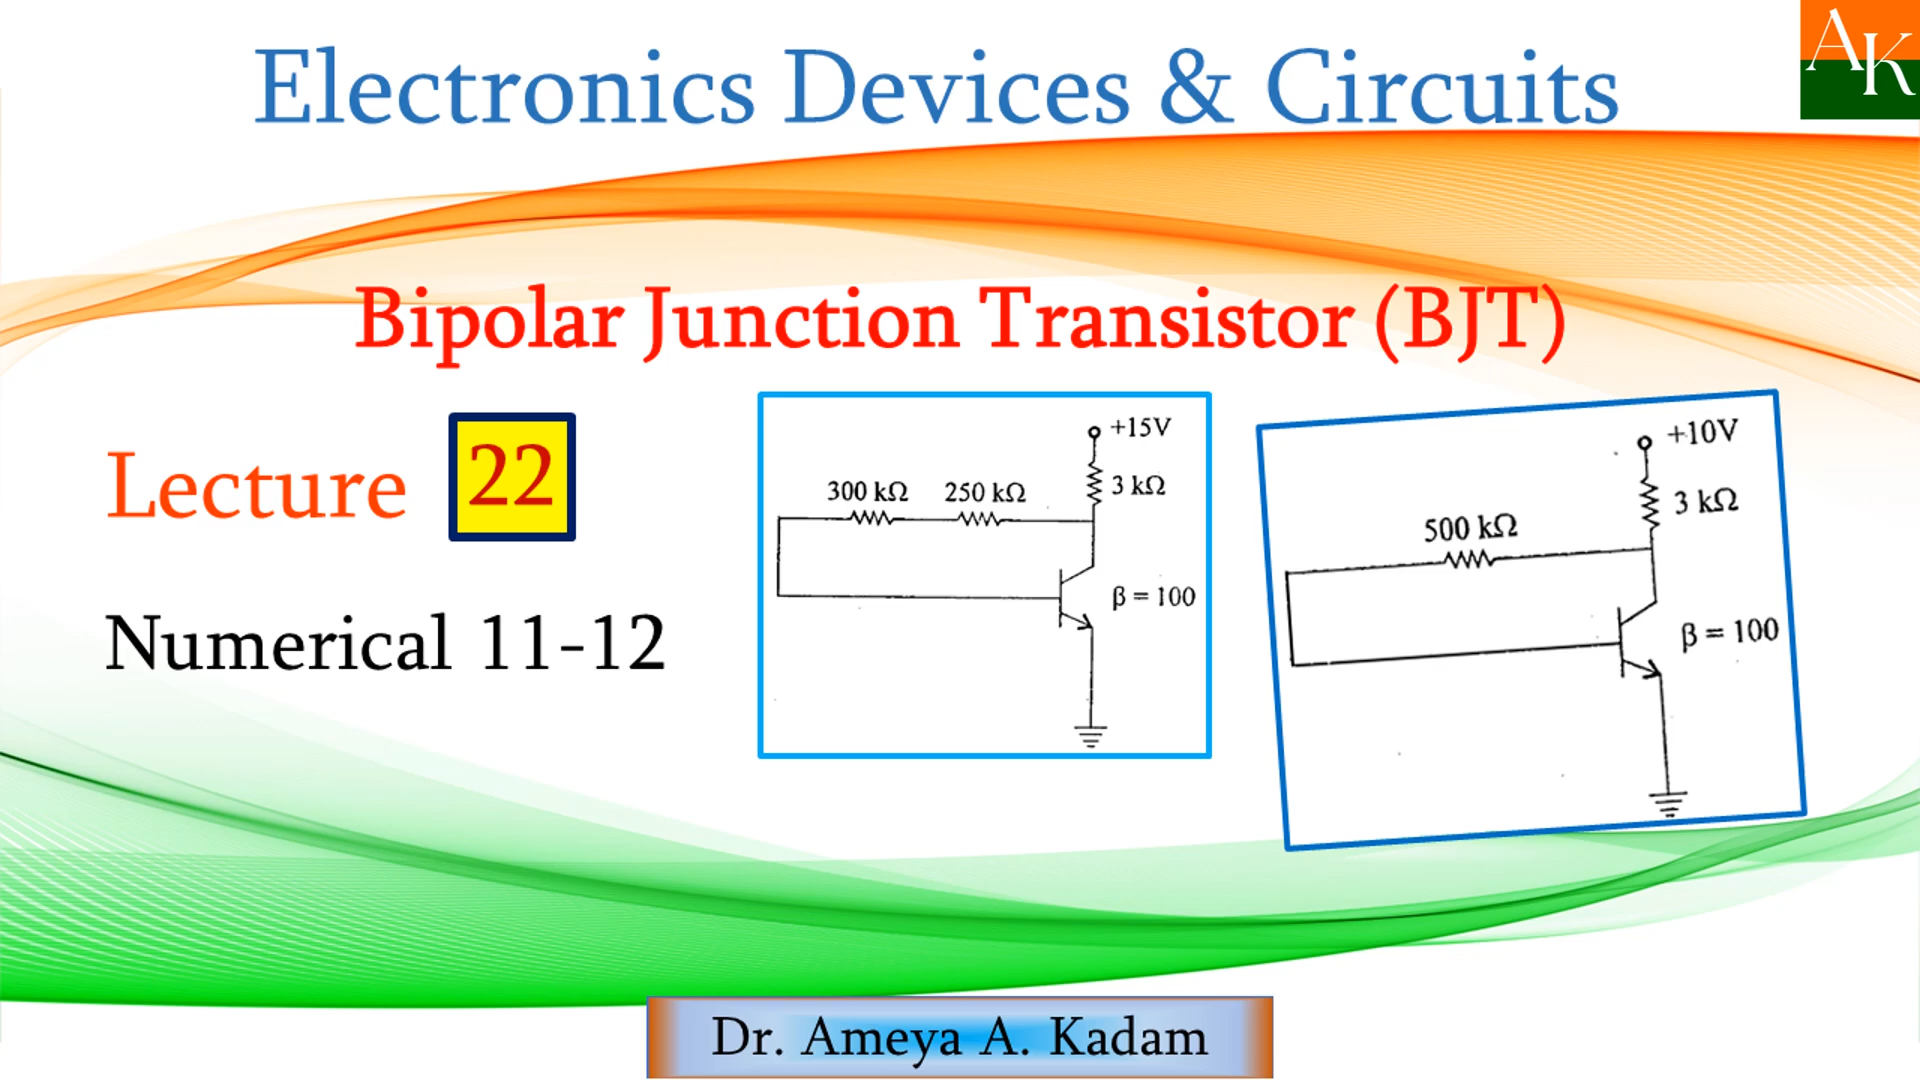 Electronics Devices & Circuits
AK
Bipolar Junction Transistor (BJT)
Lecture 22
Numerical 11-12
+15V
3 kΩ
300 kΩ 250 kΩ
β = 100
+10V
3 kΩ
500 kΩ
β = 100
Dr. Ameya A. Kadam